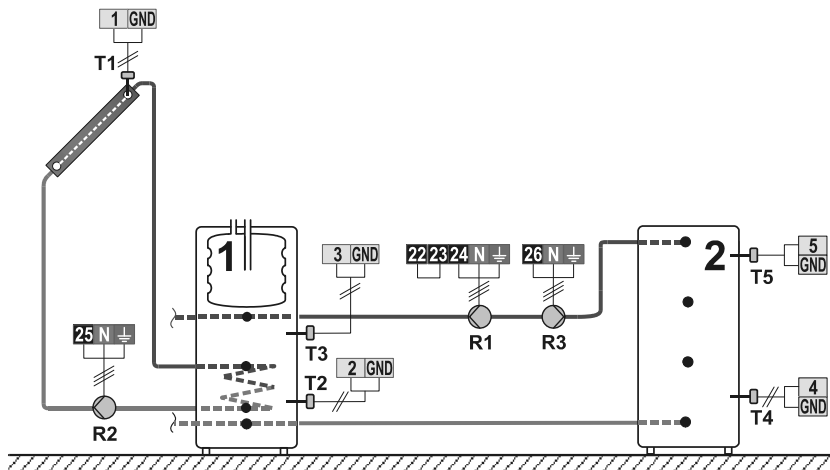 1 GND
T1
1
3 GND
22 23 24 N
26 N
2
5
GND
T5
25 N
R1
R3
T3
2 GND
T2
4
GND
T4
R2